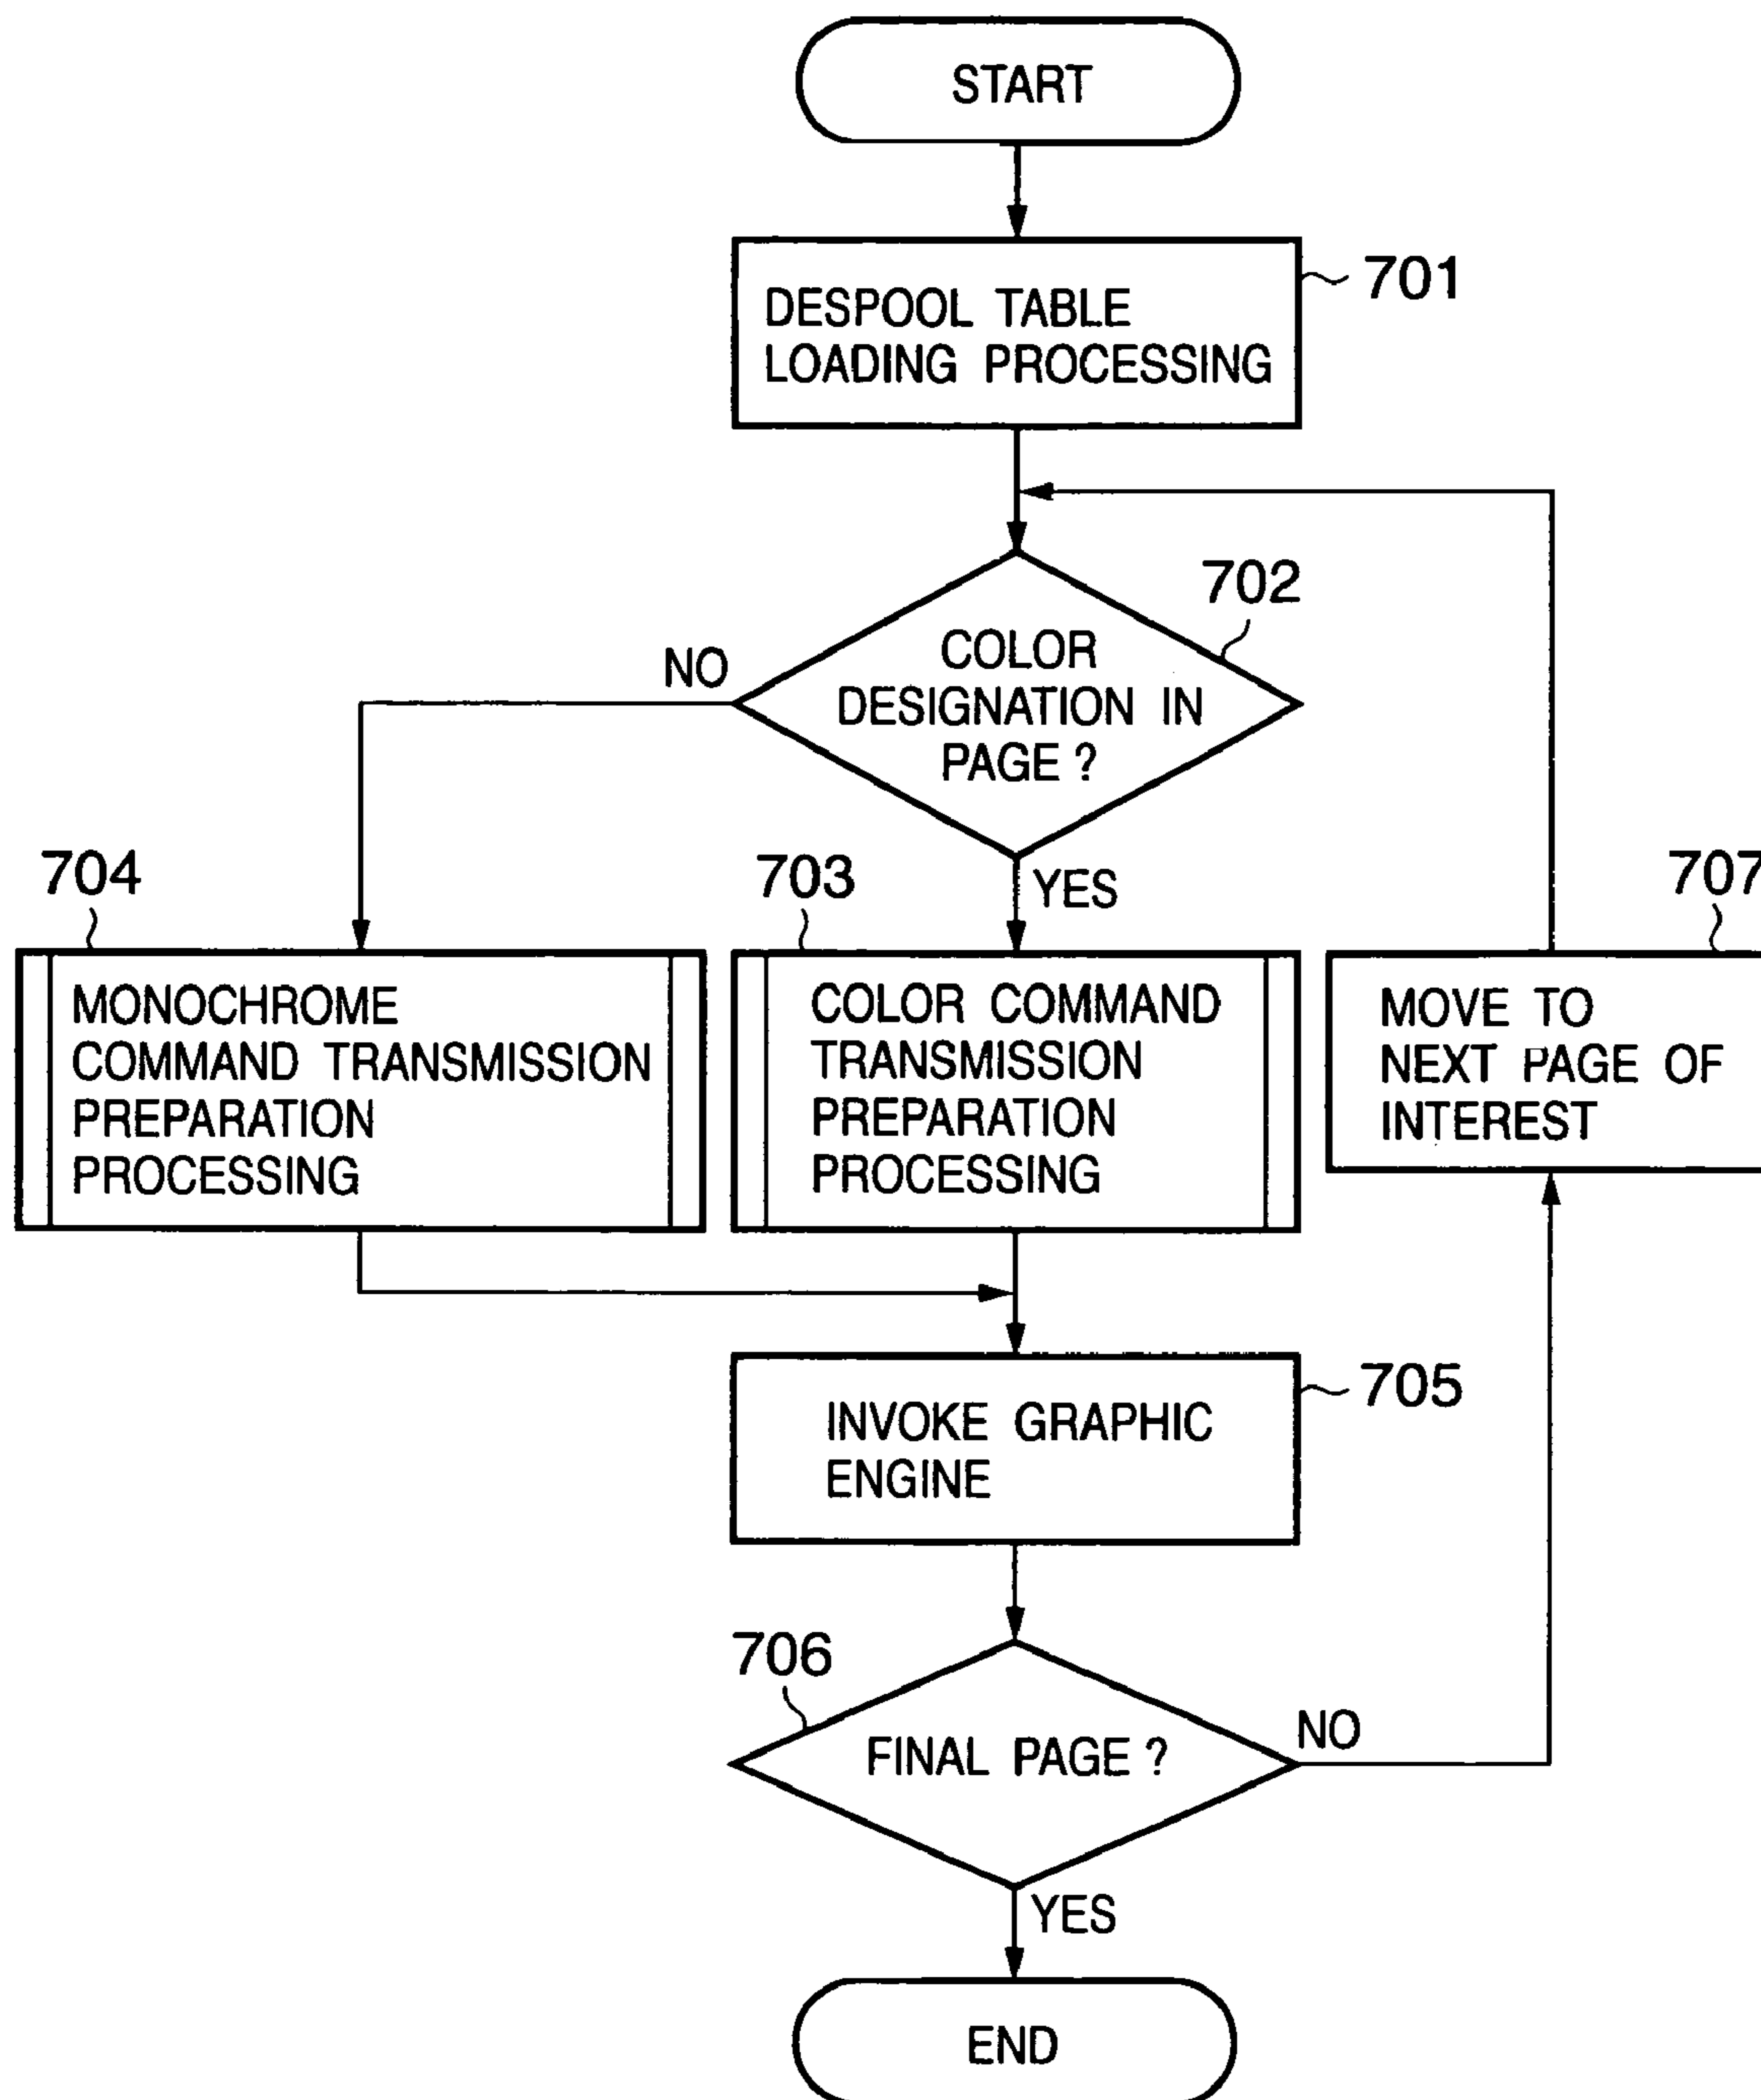 START
701
DESPOOL TABLE
LOADING PROCESSING
702
COLOR
DESIGNATION IN
PAGE ?
NO
YES
704
MONOCHROME
COMMAND TRANSMISSION
PREPARATION
PROCESSING
703
COLOR COMMAND
TRANSMISSION
PREPARATION
PROCESSING
707
MOVE TO
NEXT PAGE OF
INTEREST
705
INVOKE GRAPHIC
ENGINE
706
FINAL PAGE ?
NO
YES
END